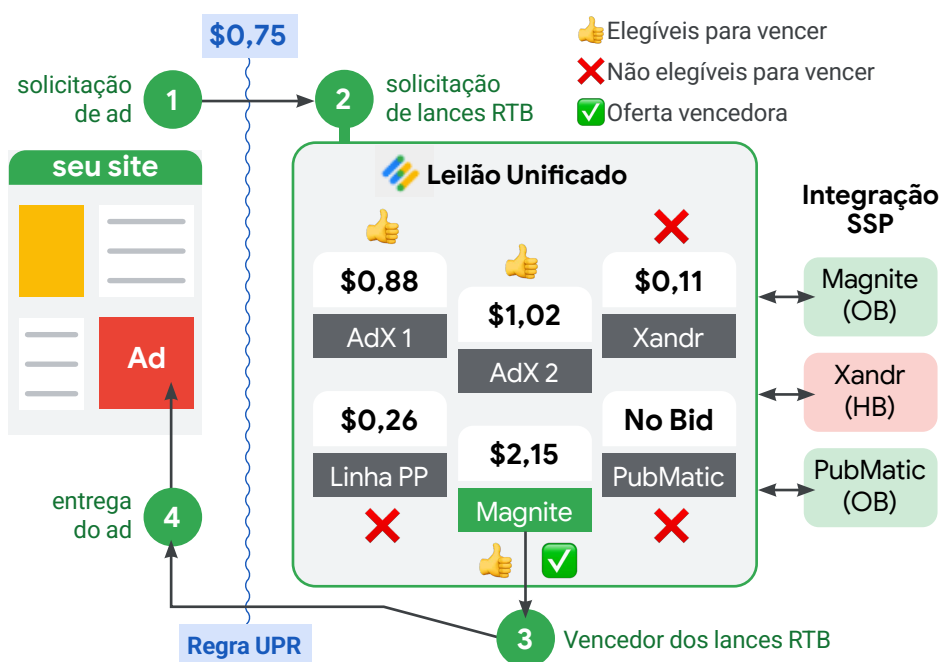 $0,75
Elegíveis para vencer
Não elegíveis para vencer
Oferta vencedora
solicitação
de ad
1
2
solicitação
de lances RTB
seu site
Ad
Leilão Unificado
$0,88
AdX 1
$1,02
AdX 2
$0,11
Xandr
$0,26
Linha PP
$2,15
Magnite
No Bid
PubMatic
Integração
SSP
Magnite
(OB)
Xandr
(HB)
PubMatic
(OB)
entrega
do ad
4
Regra UPR
3
Vencedor dos lances RTB